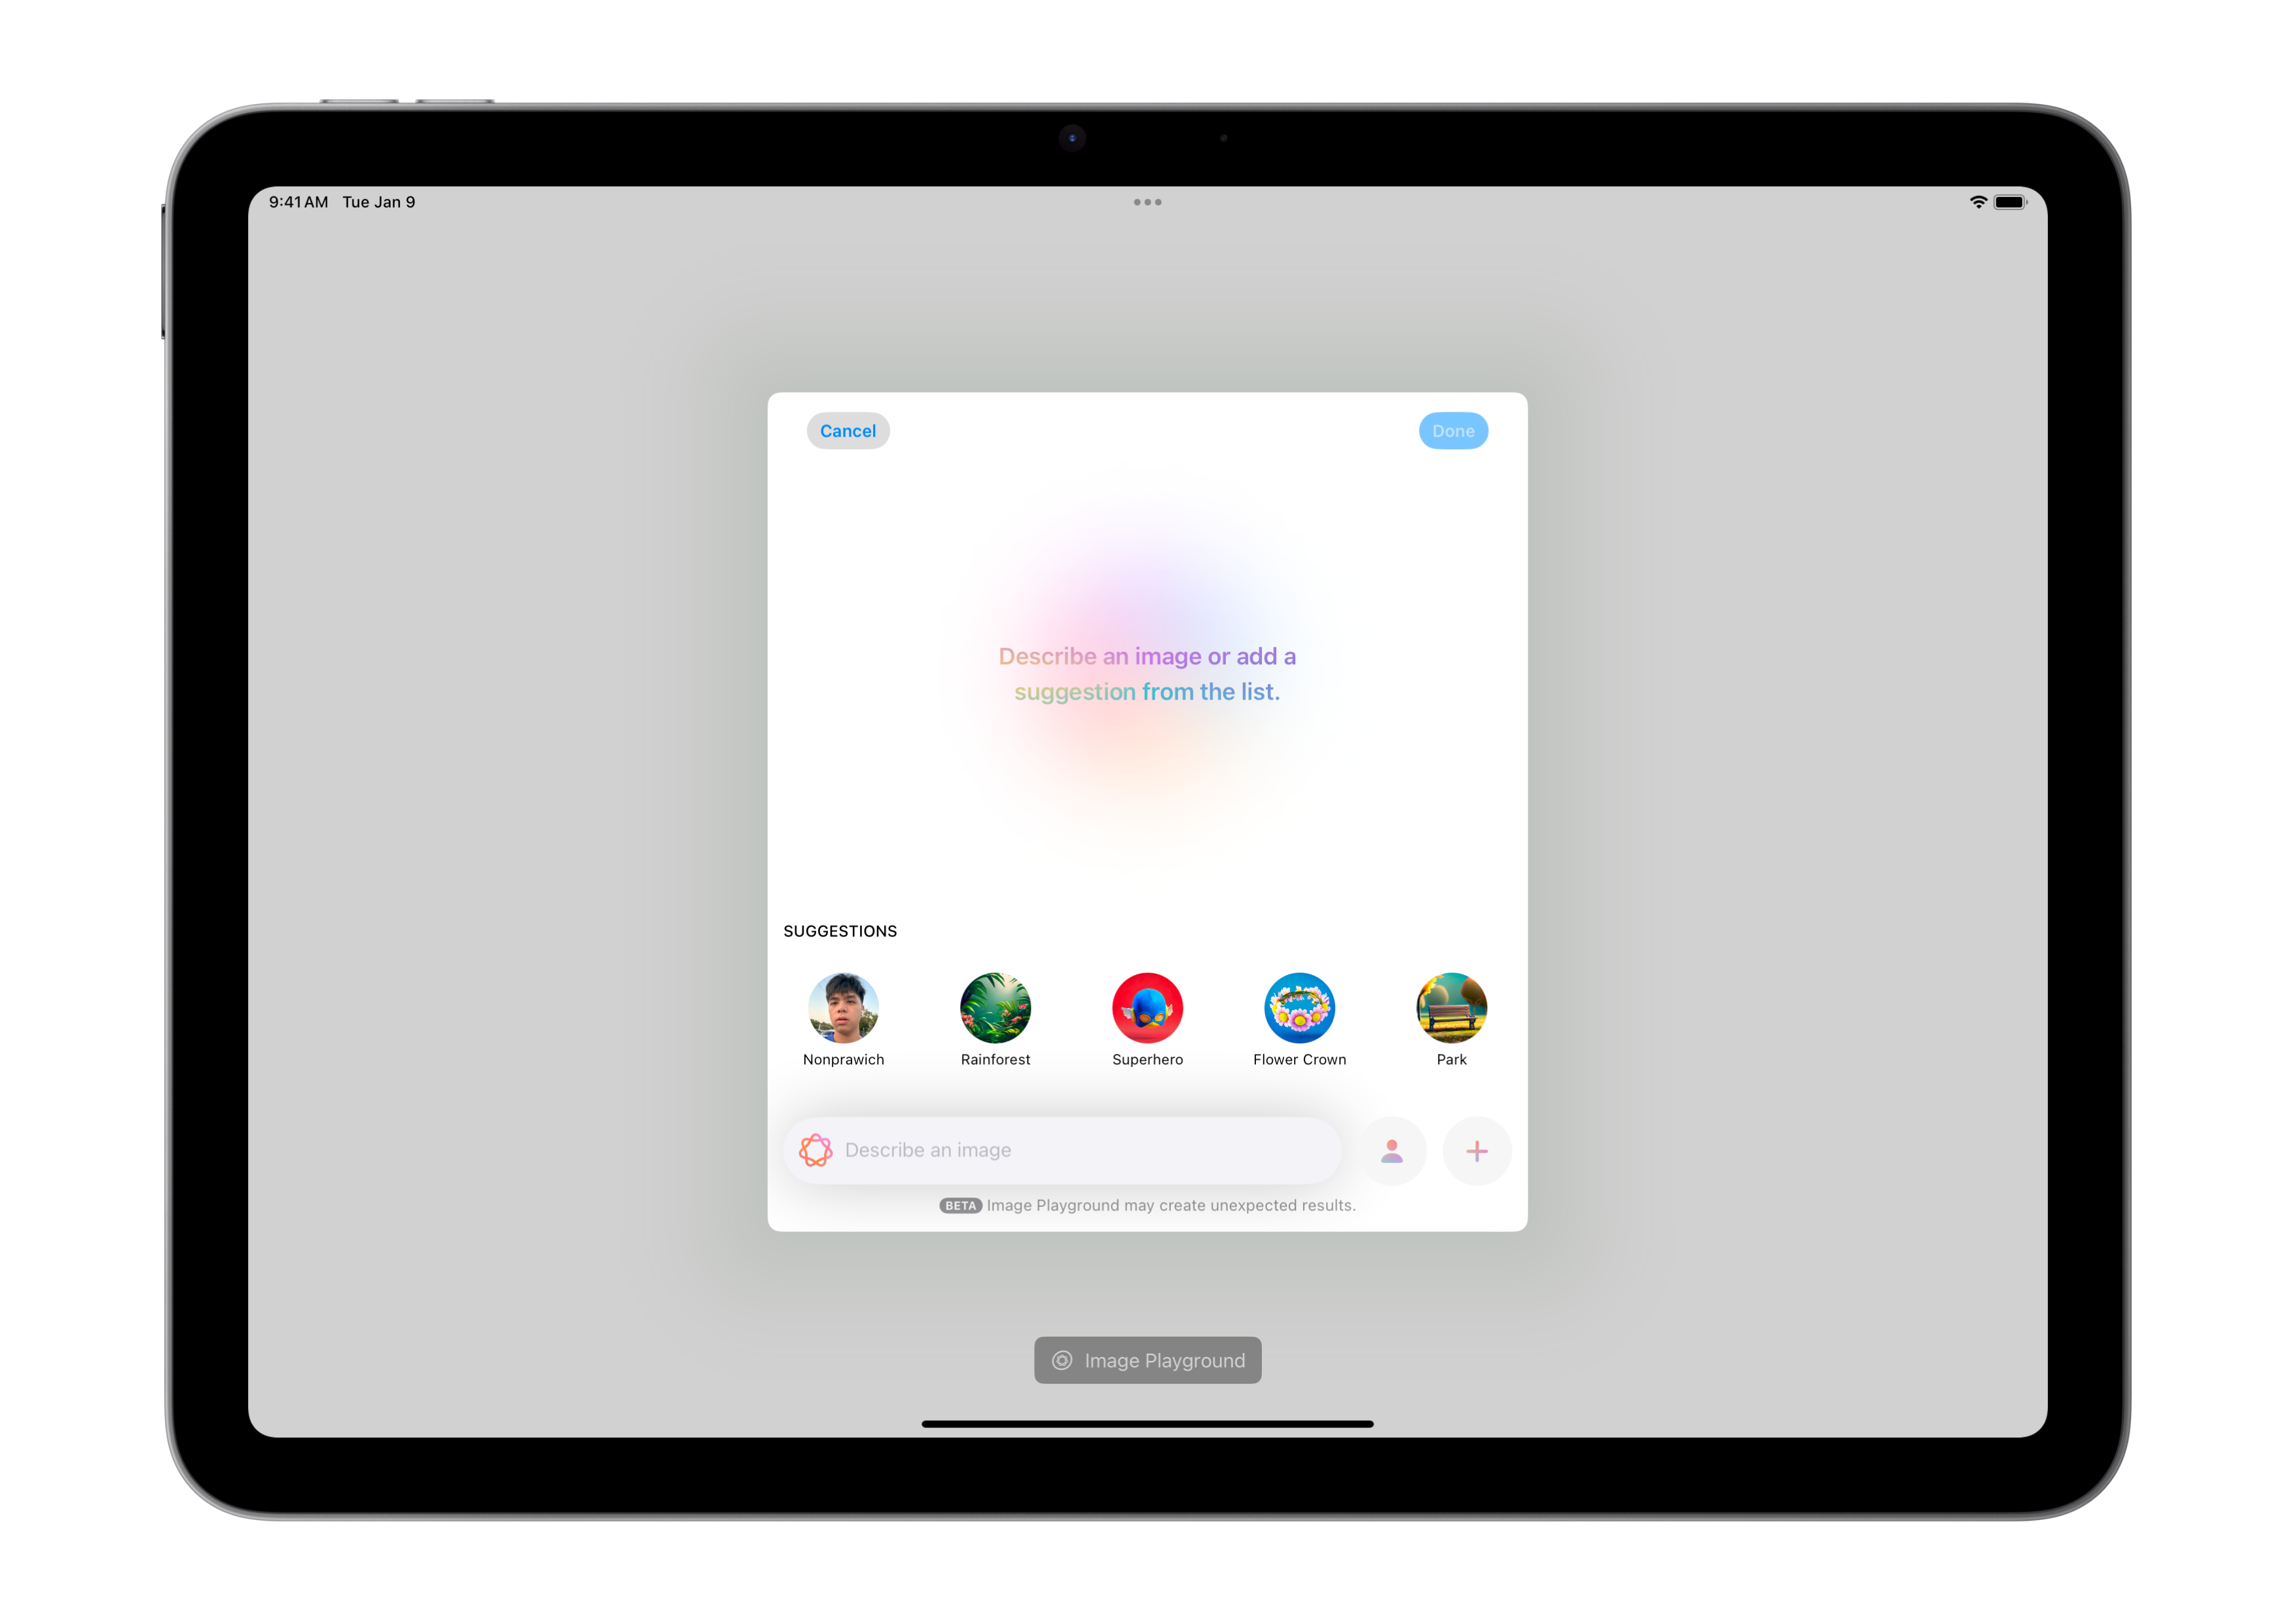 9:41 AM Tue Jan 9
Cancel
Done
Describe an image or add a
suggestion from the list.
SUGGESTIONS
Nonprawich
Rainforest
Superhero
Flower Crown
Park
Describe an image
BETA Image Playground may create unexpected results.
Image Playground